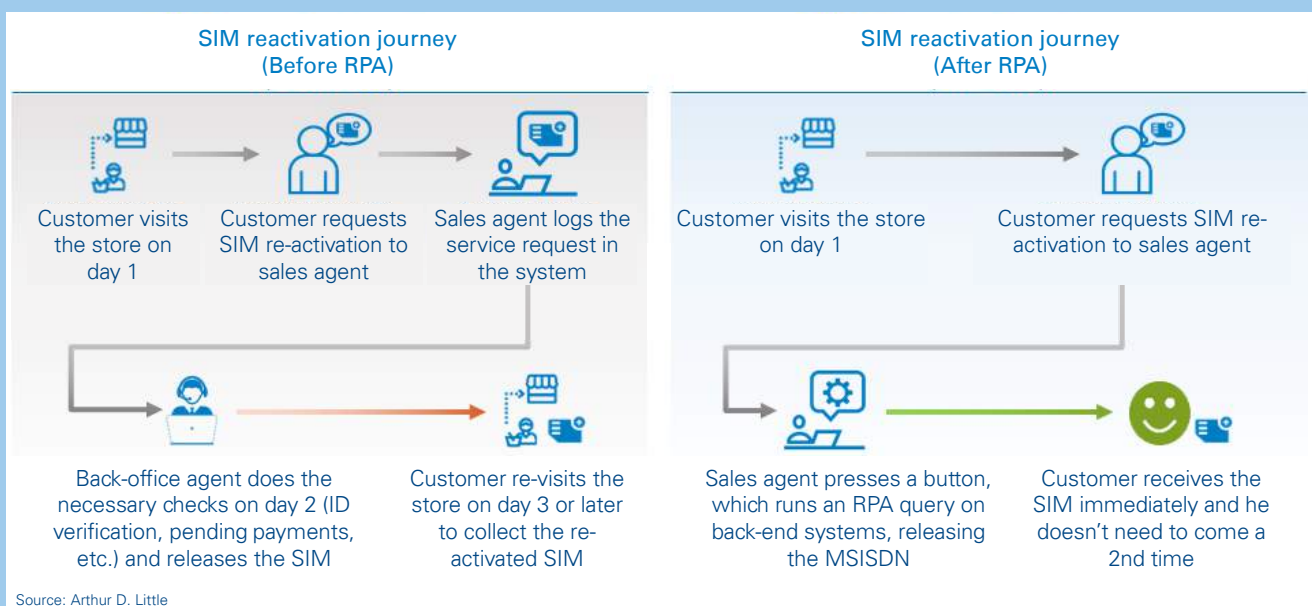 SIM reactivation journey
(Before RPA)
Customer visits
the store on
day 1
Customer requests
SIM re-activation to
sales agent
Sales agent logs the
service request in
the system
Back-office agent does the
necessary checks on day 2 (ID
verification, pending payments,
etc.) and releases the SIM
Customer re-visits the
store on day 3 or later
to collect the re-
activated SIM
SIM reactivation journey
(After RPA)
Customer visits the store
on day 1
Customer requests SIM re-
activation to sales agent
Sales agent presses a button,
which runs an RPA query on
back-end systems, releasing
the MSISDN
Customer receives the
SIM immediately and he
doesn’t need to come a
2nd time
Source: Arthur D. Little